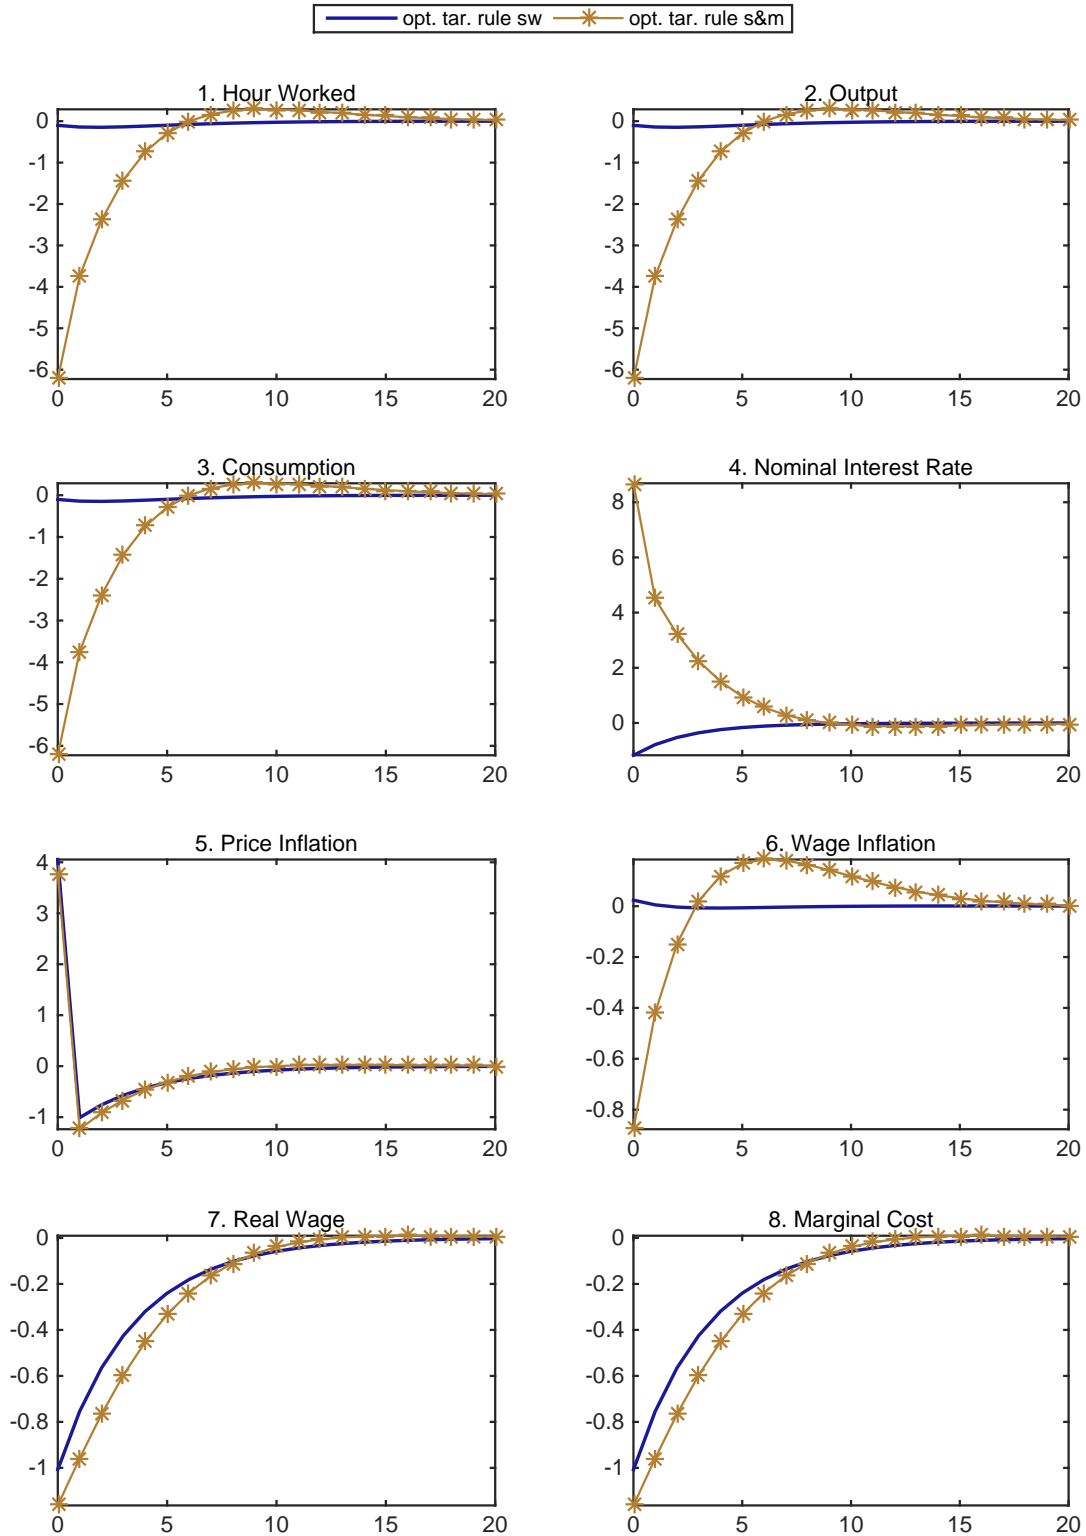 opt. tar. rule sw opt. tar. rule s&m
1. Hour Worked
0
-1
-2
-3
-4
-5
-6
0 5 10 15 20
2. Output
0
-1
-2
-3
-4
-5
-6
0 5 10 15 20
3. Consumption
0
-1
-2
-3
-4
-5
-6
0 5 10 15 20
4. Nominal Interest Rate
8
6
4
2
0
0 5 10 15 20
5. Price Inflation
4
3
2
1
0
-1
0 5 10 15 20
6. Wage Inflation
0
-0.2
-0.4
-0.6
-0.8
0 5 10 15 20
7. Real Wage
0
-0.2
-0.4
-0.6
-0.8
-1
0 5 10 15 20
8. Marginal Cost
0
-0.2
-0.4
-0.6
-0.8
-1
0 5 10 15 20